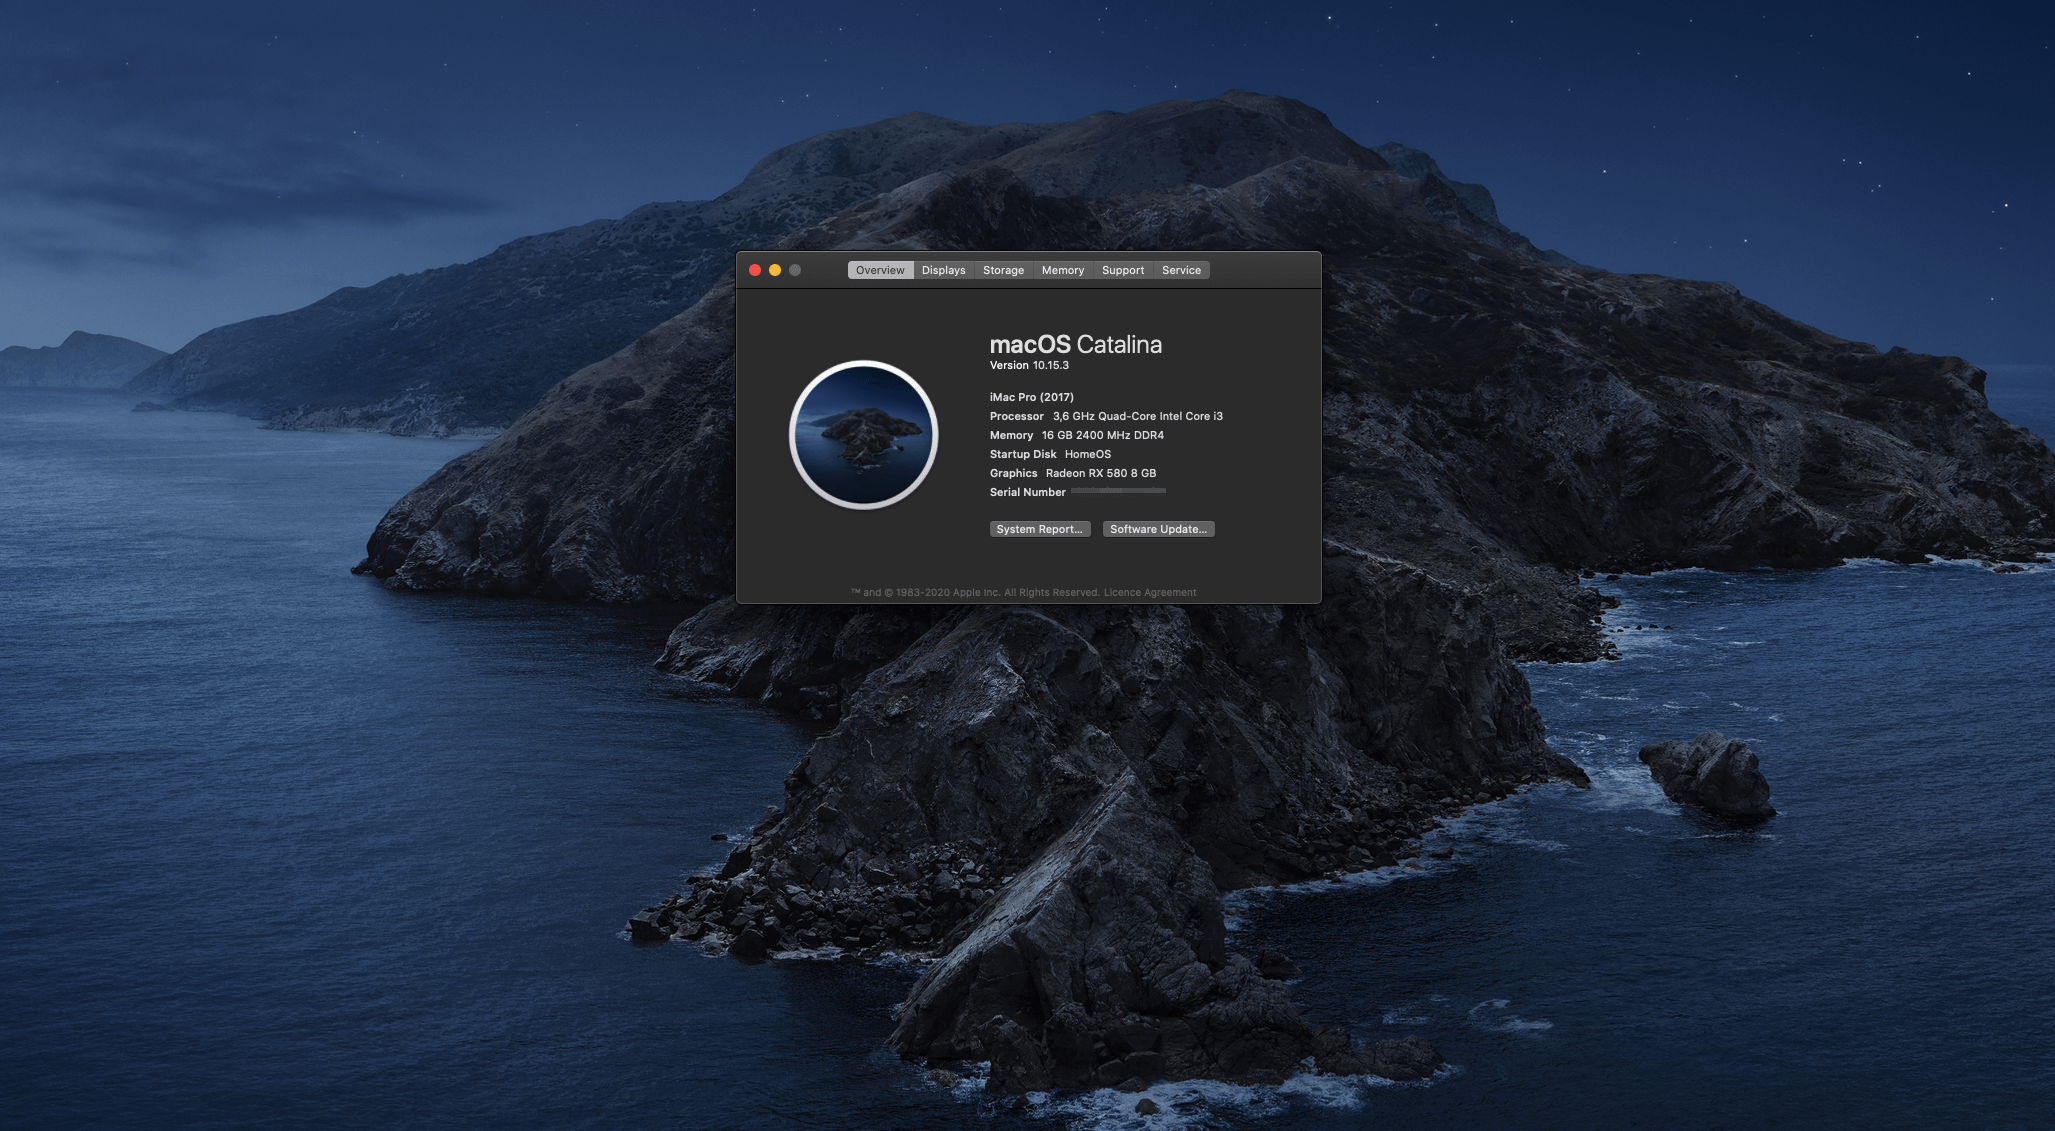 Overview Displays Storage Memory Support Service
macOS Catalina
Version 10.15.3
iMac Pro (2017)
Processor 3,6 GHz Quad-Core Intel Core i3
Memory 16 GB 2400 MHz DDR4
Startup Disk HomeOS
Graphics Radeon RX 580 8 GB
Serial Number
System Report... Software Update...
™ and © 1983-2020 Apple Inc. All Rights Reserved. Licence Agreement